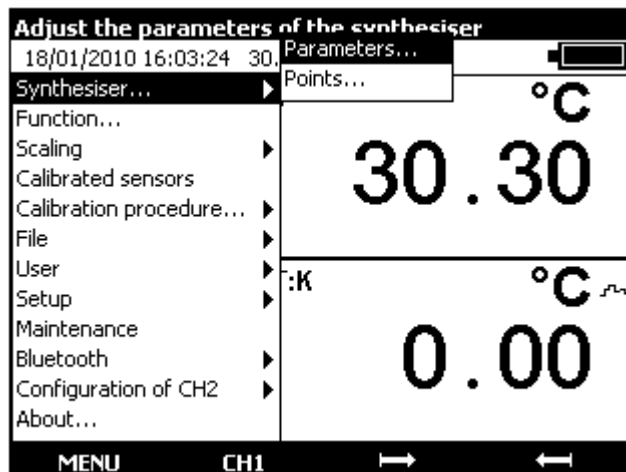 Adjust the parameters of the synthesiser
18/01/2010 16:03:24 30.
Parameters...
Points...
Synthesiser...
Function...
Scaling
Calibrated sensors
Calibration procedure...
File
User
Setup
Maintenance
Bluetooth
Configuration of CH2
About...
°C
30.30
:K
°C
0.00
MENU CH1